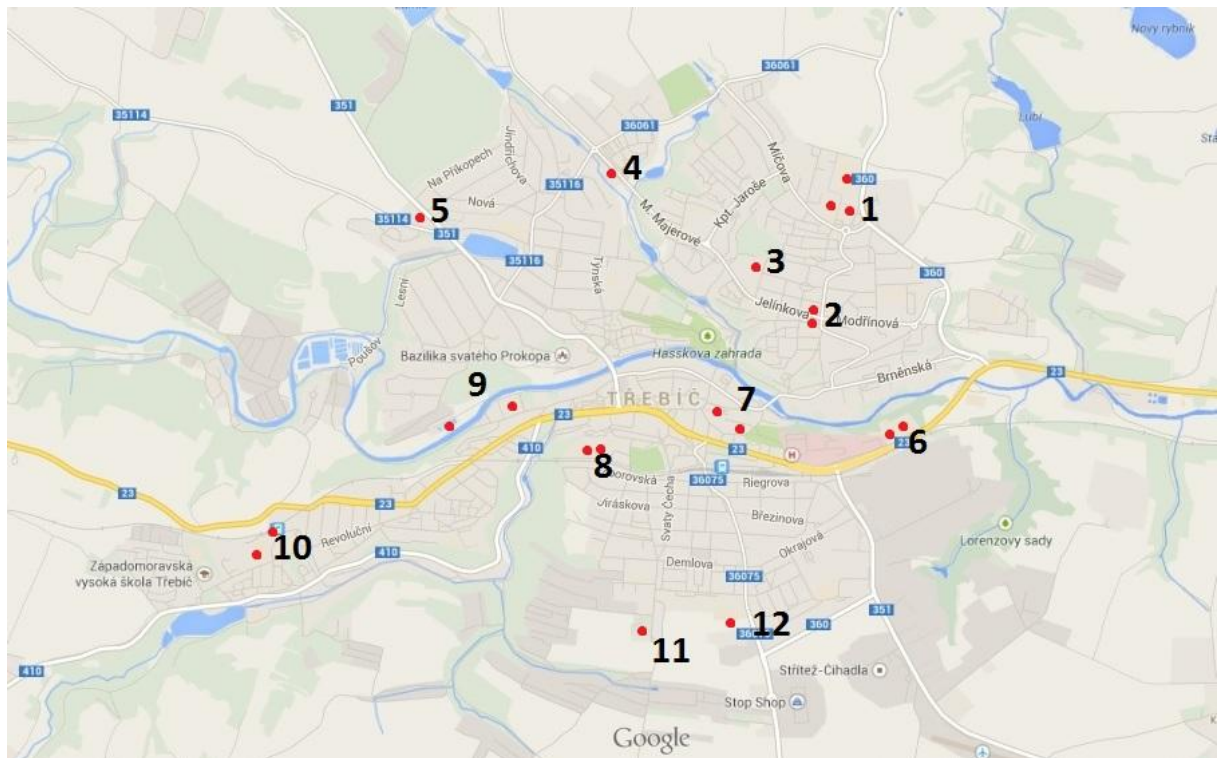 Nový rybník
36061
351
35114
36061
Lubí
Jindřichova
Míčova
Stá
Na Příkopech
4
360
35116
Kpt. Jaroše
Nová
1
5
35114
M. Majerové
351
35116
Týnská
3
360
Lesní
Jelínkova
2
Modřínová
Poušov
Bazilika svatého Prokopa
Hasskova zahrada
23
Brněnská
9
TŘEBÍČ
23
7
6
410
23
23
8
H
36075
Riegrova
23
Jiráskova
Svatý Čecha
23
Březinova
Revoluční
10
Lorenzovy sady
Okrajová
410
Západomoravská
vysoká škola Třebíč
Demlova
36075
351
12
360
11
410
Střítež-Číhadla
Stop Shop
Google